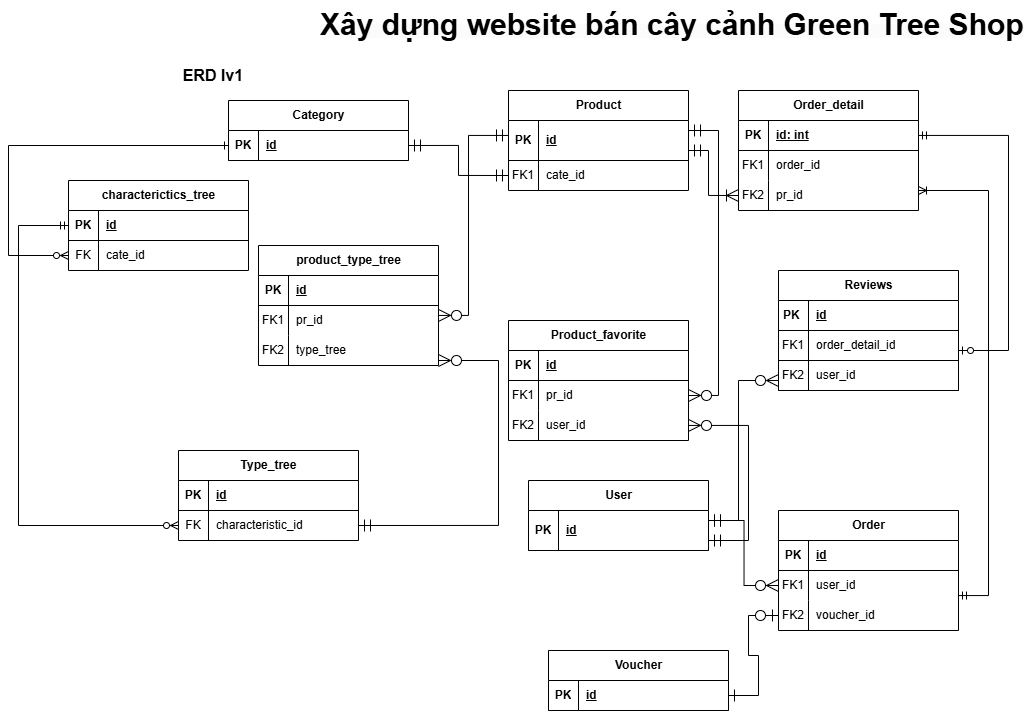 Xây dựng website bán cây cảnh Green Tree Shop
ERD lv1
Category
PK id
Product
PK id
FK1 cate_id
Order_detail
PK id: int
FK1 order_id
FK2 pr_id
characterictics_tree
PK id
FK cate_id
product_type_tree
PK id
FK1 pr_id
FK2 type_tree
Reviews
PK id
FK1 order_detail_id
FK2 user_id
Product_favorite
PK id
FK1 pr_id
FK2 user_id
Type_tree
PK id
FK characteristic_id
User
PK id
Order
PK id
FK1 user_id
FK2 voucher_id
Voucher
PK id